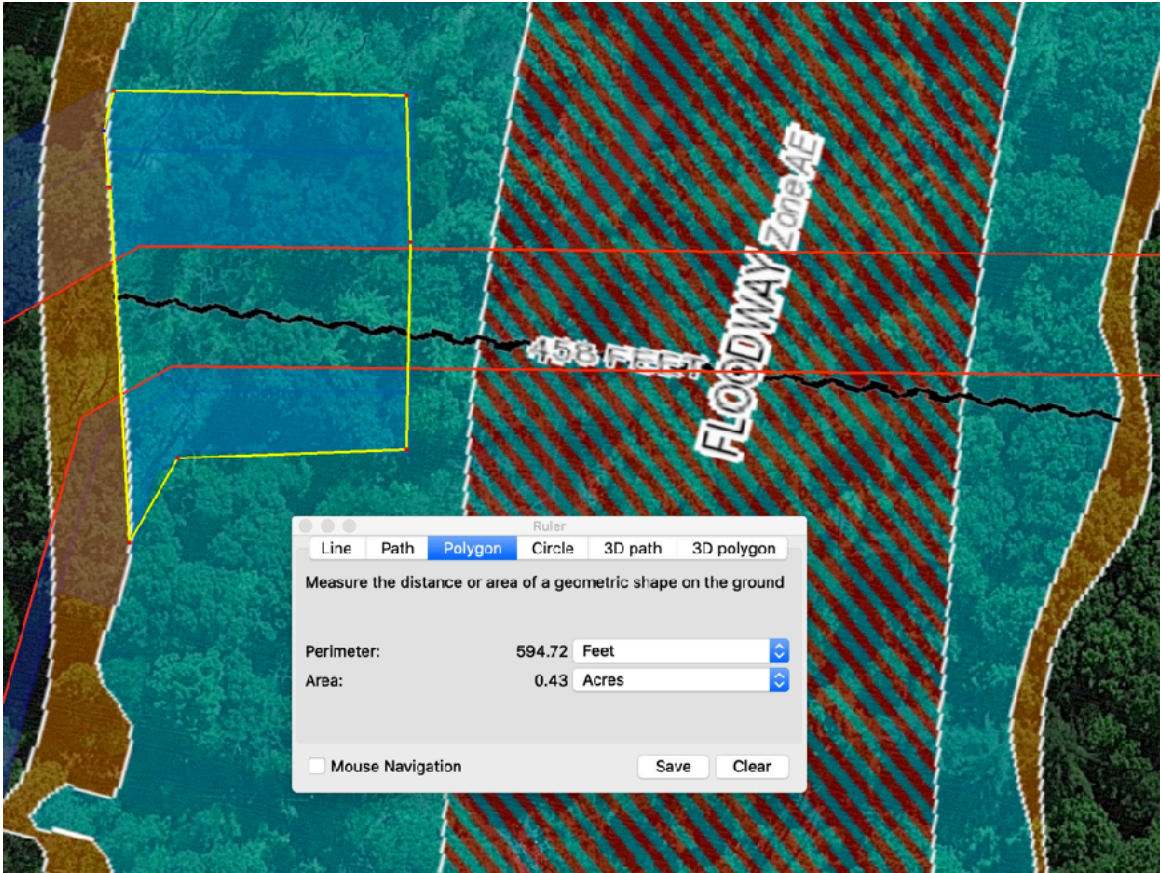 FLOODWAY Zone AE
458 FEET
Ruler
Line Path Polygon Circle 3D path 3D polygon
Measure the distance or area of a geometric shape on the ground
Perimeter: 594.72 Feet
Area: 0.43 Acres
Mouse Navigation Save Clear